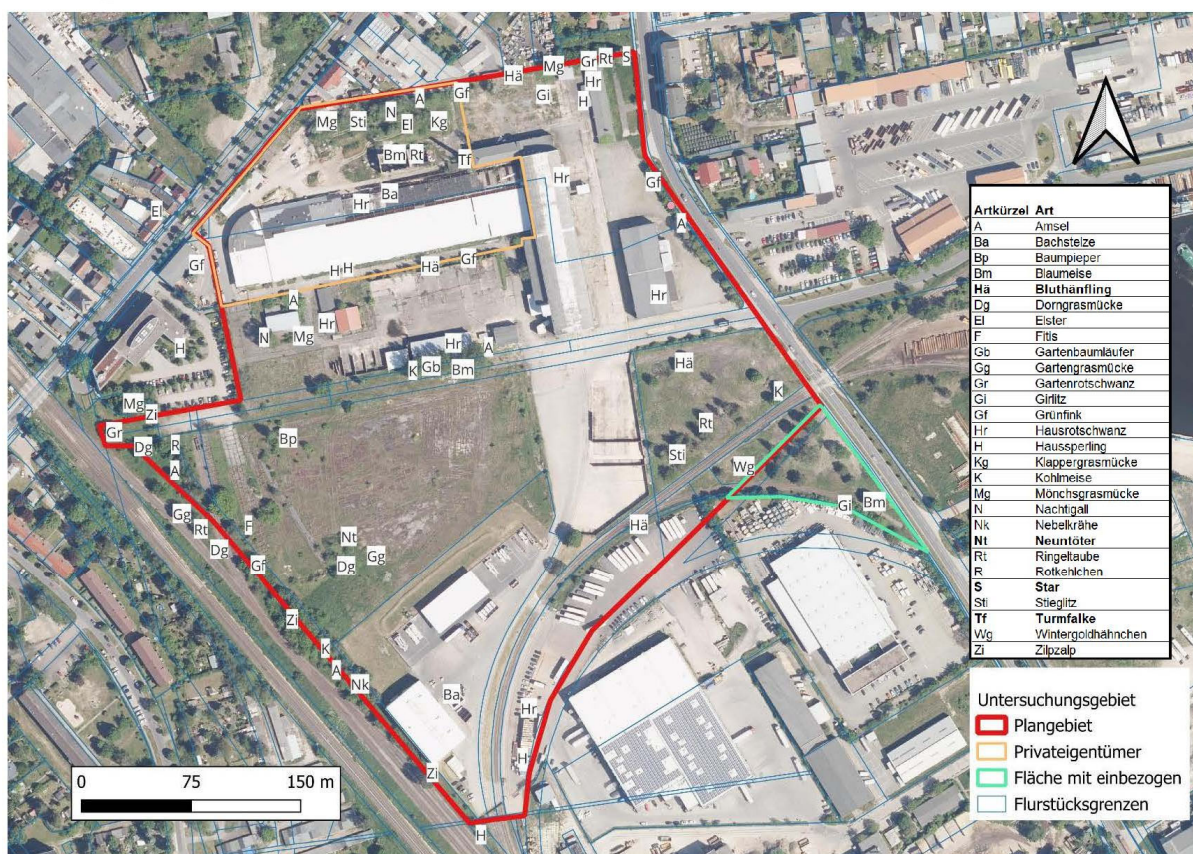 Hä Mg Gr Rt S
Hr
Gi H
A Gf
Mg Sti N El Kg
Bm Rt Tf
Gf
Hr
Hr Ba
El
A
Gf
H H Hä Gf
Hr
A
N Mg Hr
H
Hr A
K Gb Bm
Hä
K
Mg Zi
Gr
Dg R
A
Bp
Rt
Sti
Wg
Gg Rt
Dg
F
Gf
Nt
Dg Gg
Hä
Gi Bm
Zi
K
A
Nk
Ba
Hr
H
Zi
H
0 75 150 m
Artkürzel Art
A Amsel
Ba Bachstelze
Bp Baumpieper
Bm Blaumeise
Hä Bluthänfling
Dg Dorngrasmücke
El Elster
F Fitis
Gb Gartenbaumläufer
Gg Gartengrasmücke
Gr Gartenrotschwanz
Gi Girlitz
Gf Grünfink
Hr Hausrotschwanz
H Haussperling
Kg Klappergrasmücke
K Kohlmeise
Mg Mönchsgrasmücke
N Nachtigall
Nk Nebelkrähe
Nt Neuntöter
Rt Ringeltaube
R Rotkehlchen
S Star
Sti Stieglitz
Tf Turmfalke
Wg Wintergoldhähnchen
Zi Zilpzalp
Untersuchungsgebiet
Plangebiet
Privateigentümer
Fläche mit einbezogen
Flurstücksgrenzen